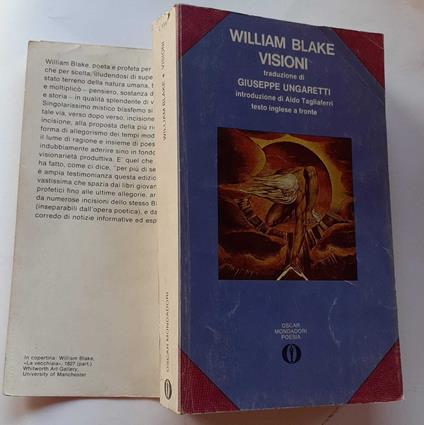 William Blake, poeta e profeta per
che per scelta, illudendosi di supe
stato terreno della natura umana, t
e moltiplicò – pensiero, sostanza d
e storia – in qualità splendente di v
Singolarissimo mistico blasfemo si
tale via, verso dopo verso, incisione
incisione, alla proposta della più ri
forma di allegorismo dei tempi mod
il lume di ragione e insieme di poes
indubbiamente aderire sino in fondo
visionarietà produttiva. E' quel che
ha fatto, come ci dice, "per più di se
è ampia testimonianza questa edizio
vastissima che spazia dai libri giovan
profetici fino alle ultime allegorie, ar
da numerose incisioni dello stesso B
(inseparabili dall'opera poetica), e da
corredo di notizie informative ed esp
In copertina: William Blake,
«La vecchiaia», 1827 (part.)
Whitworth Art Gallery,
University of Manchester
WILLIAM BLAKE • VISIONI
OSCAR MONDADORI
WILLIAM BLAKE
VISIONI
traduzione di
GIUSEPPE UNGARETTI
introduzione di Aldo Tagliaferri
testo inglese a fronte
OSCAR
MONDADORI
POESIA